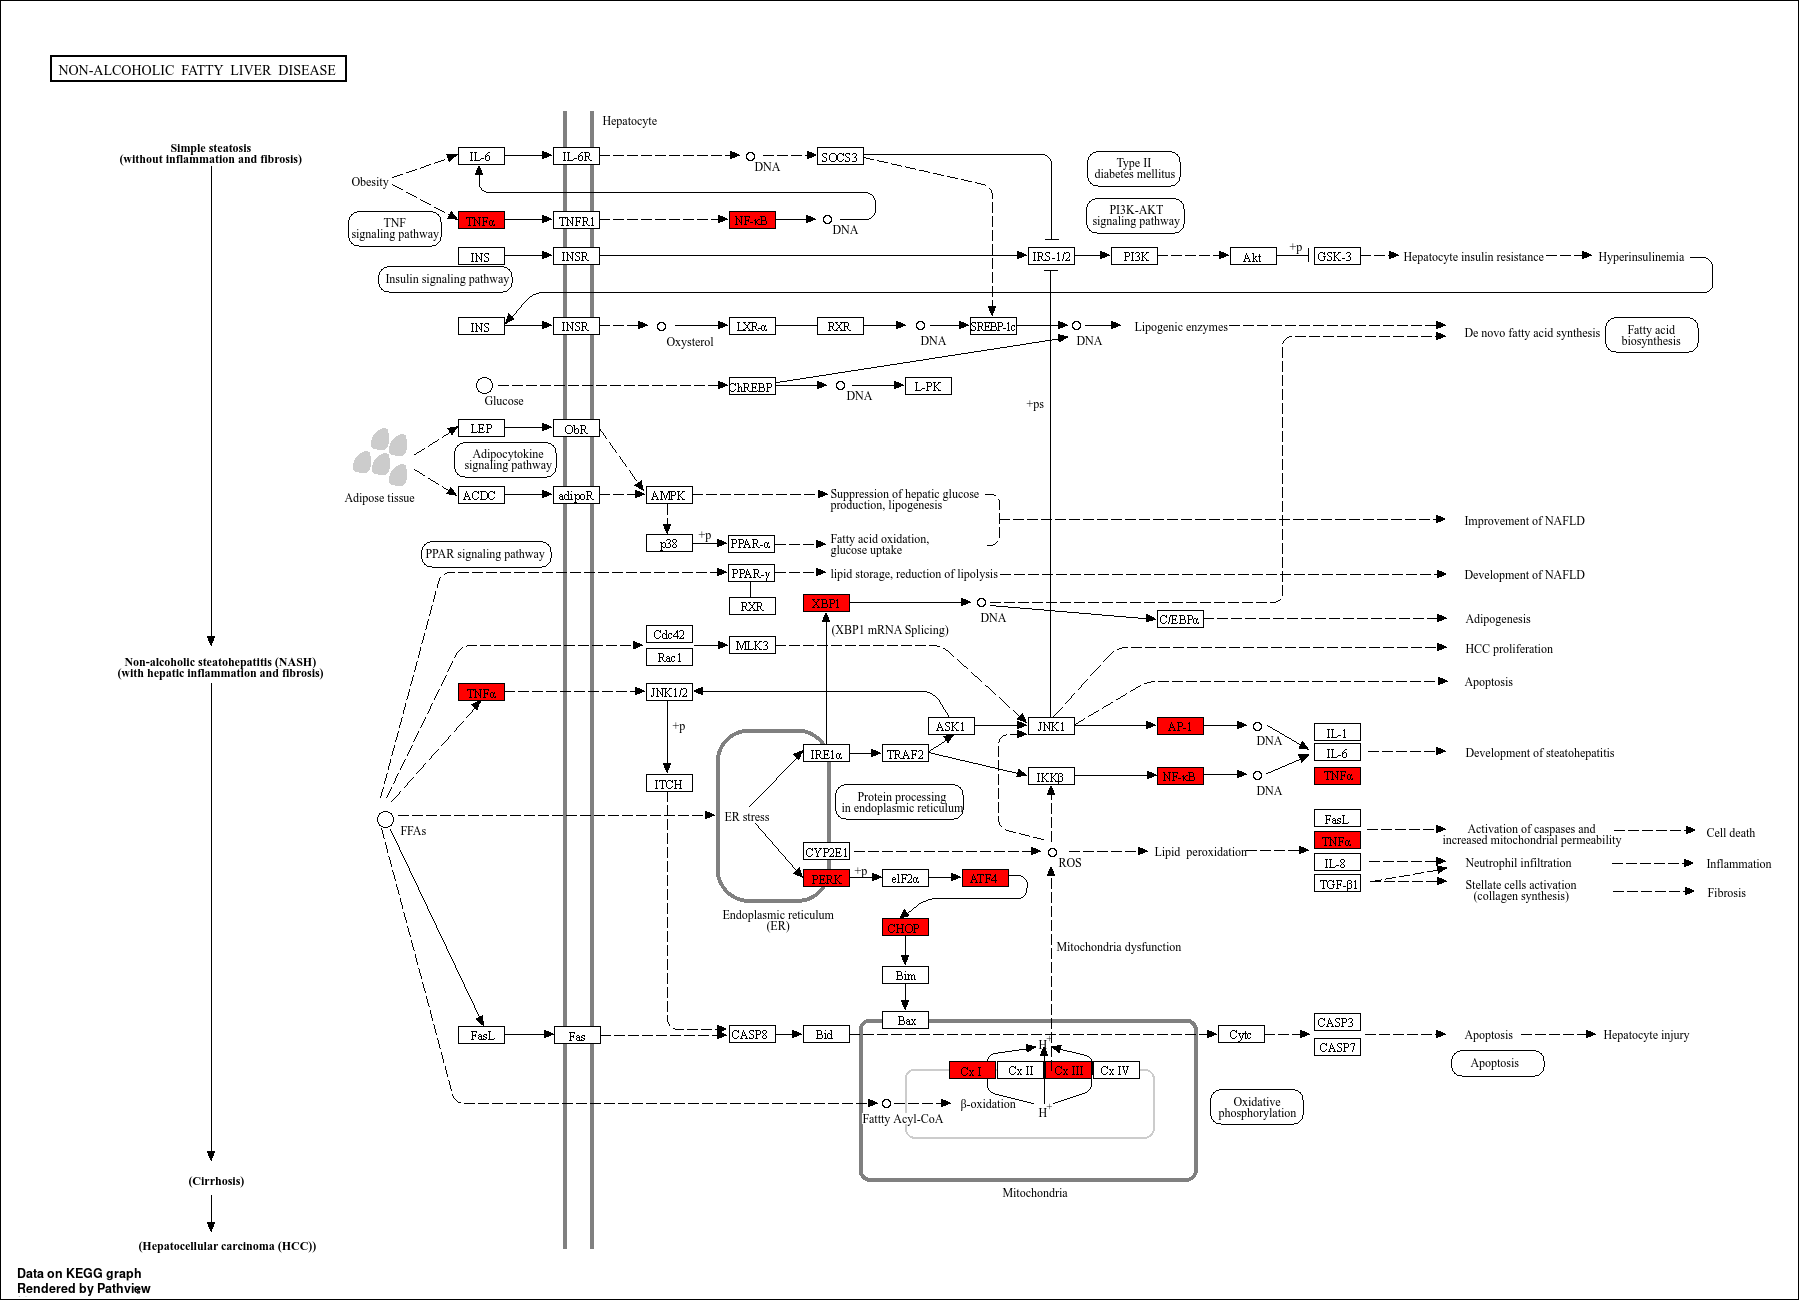 NON-ALCOHOLIC FATTY LIVER DISEASE
Hepatocyte
Simple steatosis
(without inflammation and fibrosis)
IL-6
IL-6R
DNA
SOCS3
Type II
diabetes mellitus
Obesity
TNF
signaling pathway
TNFα
TNFR1
NF-κB
DNA
PI3K-AKT
signaling pathway
INS
INSR
IRS-1/2
PI3K
Akt
+p
GSK-3
Hepatocyte insulin resistance
Hyperinsulinemia
Insulin signaling pathway
INS
INSR
Oxysterol
LXR-α
RXR
DNA
SREBP-1c
DNA
Lipogenic enzymes
De novo fatty acid synthesis
Fatty acid
biosynthesis
Glucose
ChREBP
DNA
L-PK
+ps
LEP
ObR
Adipocytokine
signaling pathway
Adipose tissue
ACDC
adipoR
AMPK
Suppression of hepatic glucose
production, lipogenesis
Improvement of NAFLD
p38
+p
PPAR-α
Fatty acid oxidation,
glucose uptake
PPAR signaling pathway
PPAR-γ
lipid storage, reduction of lipolysis
Development of NAFLD
RXR
XBP1
DNA
(XBP1 mRNA Splicing)
C/EBPα
Adipogenesis
Cdc42
Rac1
MLK3
HCC proliferation
Non-alcoholic steatohepatitis (NASH)
(with hepatic inflammation and fibrosis)
TNFα
JNK1/2
Apoptosis
+p
ASK1
JNK1
AP-1
DNA
IL-1
IL-6
TNFα
Development of steatohepatitis
IRE1α
TRAF2
IKKβ
NF-κB
DNA
ITCH
Protein processing
in endoplasmic reticulum
ER stress
FFAs
CYP2E1
ROS
Lipid peroxidation
FasL
TNFα
IL-8
TGF-β1
Activation of caspases and
increased mitochondrial permeability
Cell death
Neutrophil infiltration
Inflammation
Stellate cells activation
(collagen synthesis)
Fibrosis
PERK
+p
eIF2α
ATF4
Endoplasmic reticulum
(ER)
CHOP
Mitochondria dysfunction
Bim
Bax
FasL
Fas
CASP8
Bid
Cytc
CASP3
CASP7
Apoptosis
Hepatocyte injury
Apoptosis
H+
Cx I
Cx II
Cx III
Cx IV
β-oxidation
H+
Fattty Acyl-CoA
Oxidative
phosphorylation
Mitochondria
(Cirrhosis)
(Hepatocellular carcinoma (HCC))
Data on KEGG graph
Rendered by Pathview